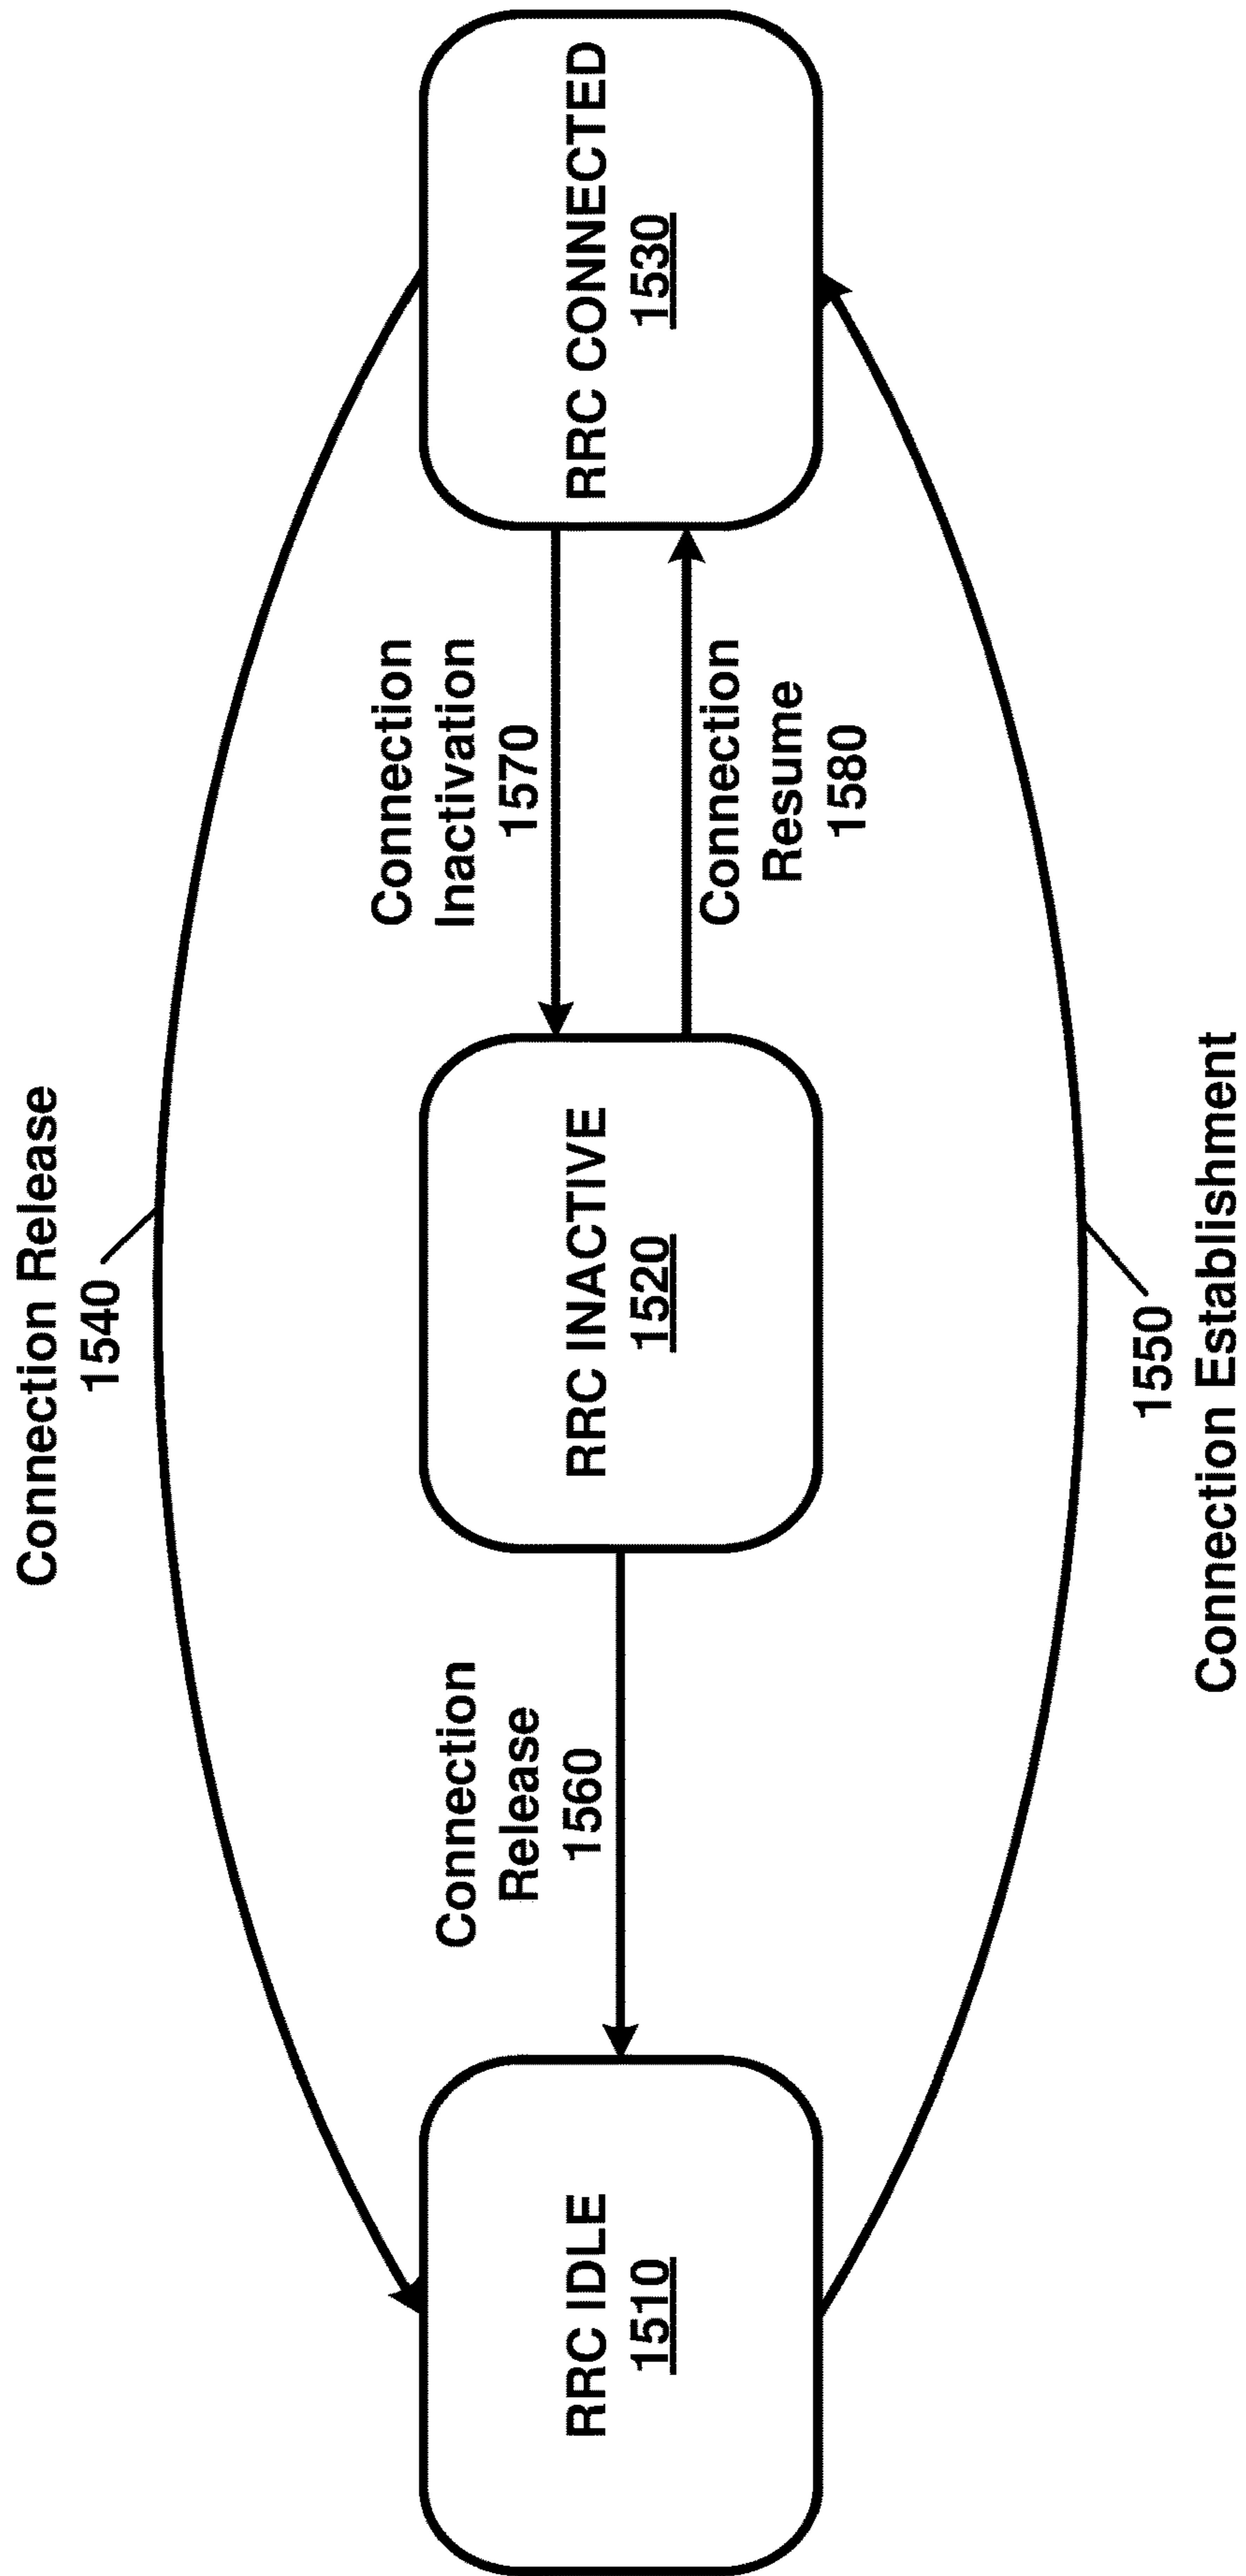 Connection Release
1540
RRC IDLE
1510
Connection
Release
1560
RRC INACTIVE
1520
Connection
Inactivation
1570
Connection
Resume
1580
RRC CONNECTED
1530
1550
Connection Establishment